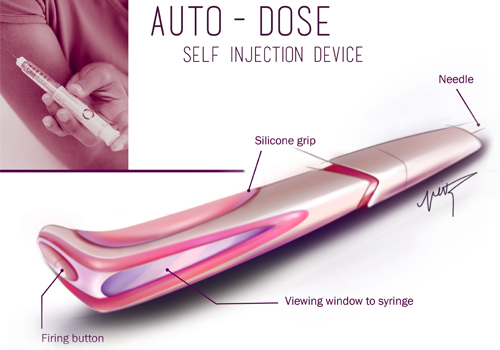 AUTO - DOSE
SELF INJECTION DEVICE
Needle
Silicone grip
Viewing window to syringe
Firing button